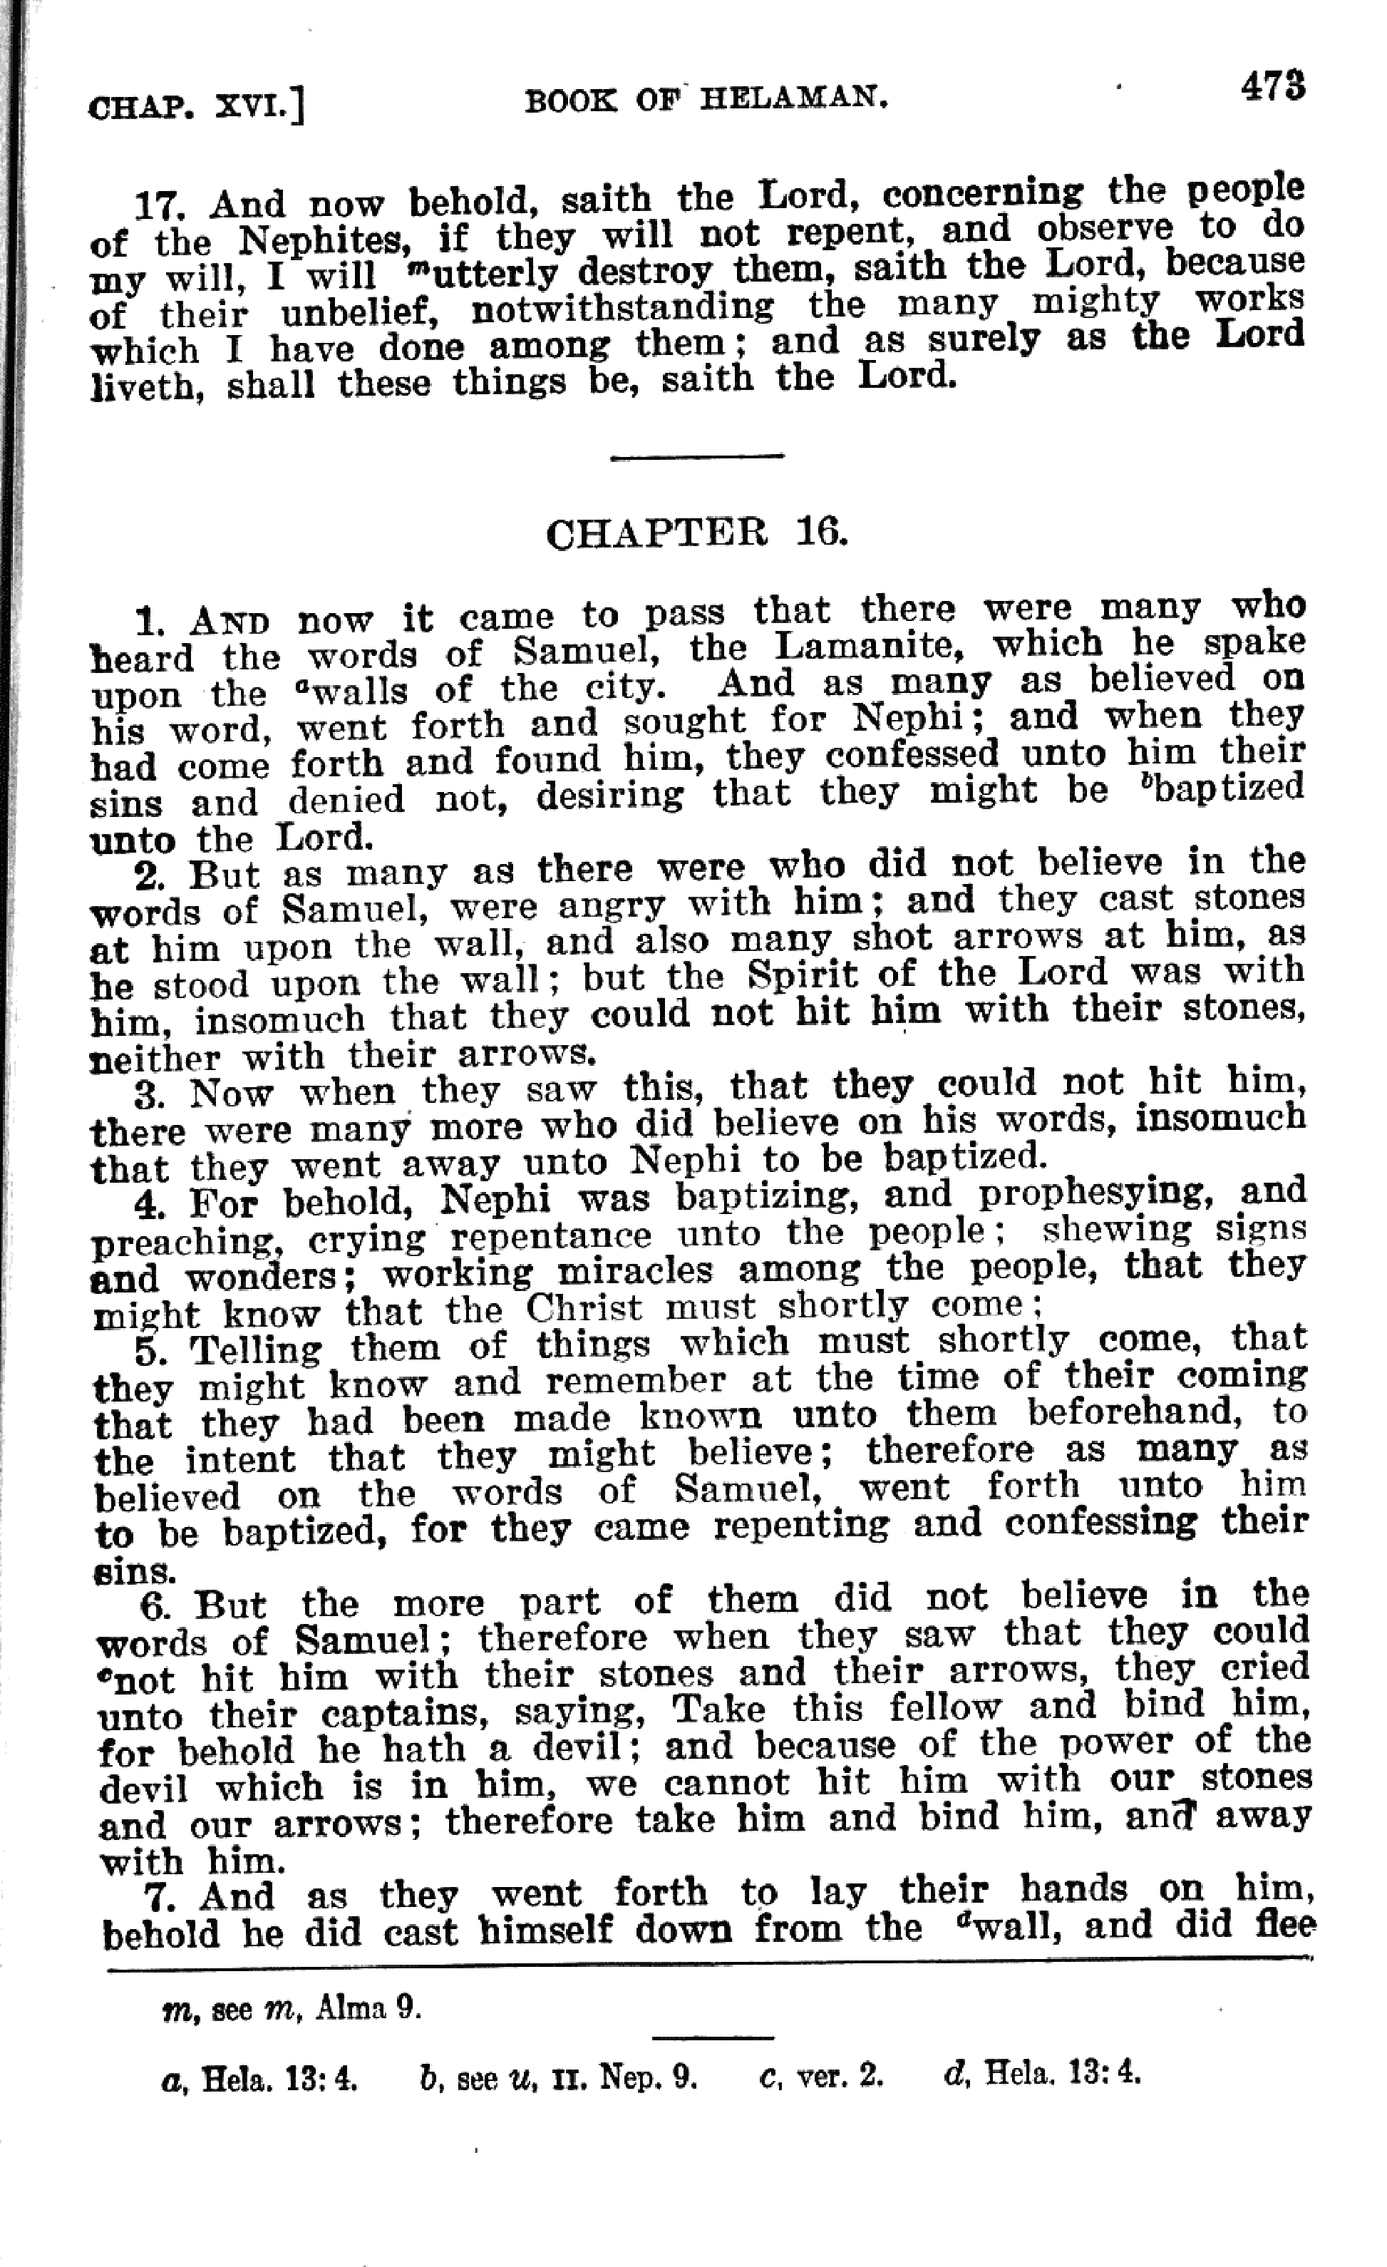 CHAP. XVI.] BOOK OF HELAMAN. 473
17. And now behold, saith the Lord, concerning the people
of the Nephites, if they will not repent, and observe to do
my will, I will mutterly destroy them, saith the Lord, because
of their unbelief, notwithstanding the many mighty works
which I have done among them; and as surely as the Lord
liveth, shall these things be, saith the Lord.
CHAPTER 16.
1. AND now it came to pass that there were many who
heard the words of Samuel, the Lamanite, which he spake
upon the awalls of the city. And as many as believed on
his word, went forth and sought for Nephi; and when they
had come forth and found him, they confessed unto him their
sins and denied not, desiring that they might be bbaptized
unto the Lord.
2. But as many as there were who did not believe in the
words of Samuel, were angry with him; and they cast stones
at him upon the wall, and also many shot arrows at him, as
he stood upon the wall; but the Spirit of the Lord was with
him, insomuch that they could not hit him with their stones,
neither with their arrows.
3. Now when they saw this, that they could not hit him,
there were many more who did believe on his words, insomuch
that they went away unto Nephi to be baptized.
4. For behold, Nephi was baptizing, and prophesying, and
preaching, crying repentance unto the people; shewing signs
and wonders; working miracles among the people, that they
might know that the Christ must shortly come;
5. Telling them of things which must shortly come, that
they might know and remember at the time of their coming
that they had been made known unto them beforehand, to
the intent that they might believe; therefore as many as
believed on the words of Samuel, went forth unto him
to be baptized, for they came repenting and confessing their
sins.
6. But the more part of them did not believe in the
words of Samuel; therefore when they saw that they could
cnot hit him with their stones and their arrows, they cried
unto their captains, saying, Take this fellow and bind him,
for behold he hath a devil; and because of the power of the
devil which is in him, we cannot hit him with our stones
and our arrows; therefore take him and bind him, and away
with him.
7. And as they went forth to lay their hands on him,
behold he did cast himself down from the dwall, and did flee
m, see m, Alma 9.
a, Hela. 13:4. b, see u, II. Nep. 9. c, ver. 2. d, Hela. 13:4.